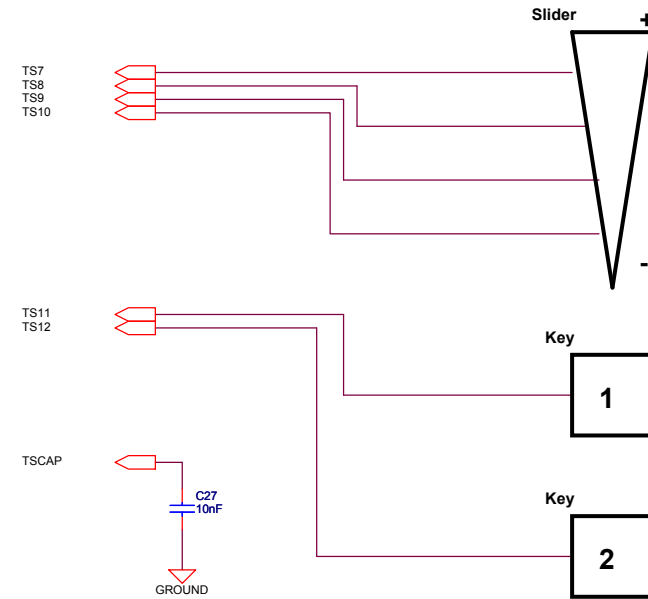 Slider
+
TS7
TS8
TS9
TS10
-
TS11
TS12
Key
1
TSCAP
C27
10nF
GROUND
Key
2